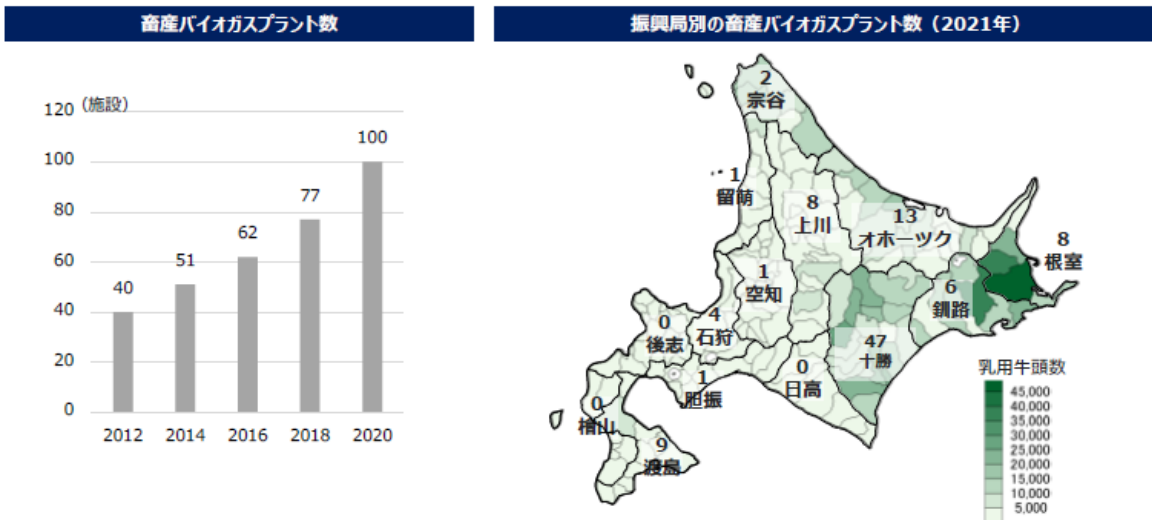 畜産バイオガスプラント数
(施設)
120
100
80
60
40
20
0
40
51
62
77
100
2012
2014
2016
2018
2020
振興局別の畜産バイオガスプラント数(2021年)
2
宗谷
1
留萌
8
上川
13
オホーツク
8
根室
1
空知
6
釧路
4
石狩
0
後志
47
十勝
0
日高
1
胆振
0
檜山
9
渡島
乳用牛頭数
45,000
40,000
35,000
30,000
25,000
20,000
15,000
10,000
5,000